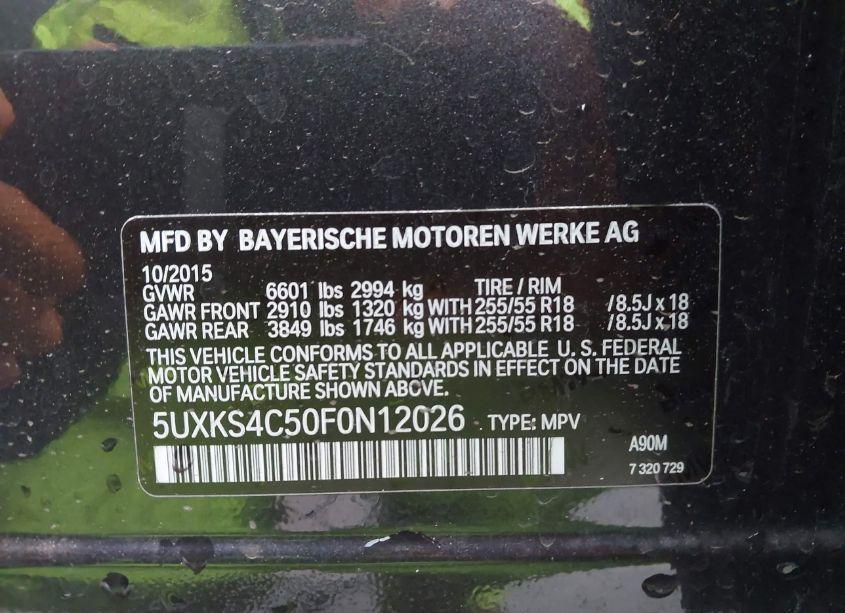 MFD BY BAYERISCHE MOTOREN WERKE AG
10/2015
GVWR 6601 lbs 2994 kg TIRE / RIM
GAWR FRONT 2910 lbs 1320 kg WITH 255/55 R18 /8.5J x 18
GAWR REAR 3849 lbs 1746 kg WITH 255/55 R18 /8.5J x 18
THIS VEHICLE CONFORMS TO ALL APPLICABLE U. S. FEDERAL
MOTOR VEHICLE SAFETY STANDARDS IN EFFECT ON THE DATE
OF MANUFACTURE SHOWN ABOVE.
5UXKS4C50F0N12026 TYPE: MPV
A90M
7 320 729